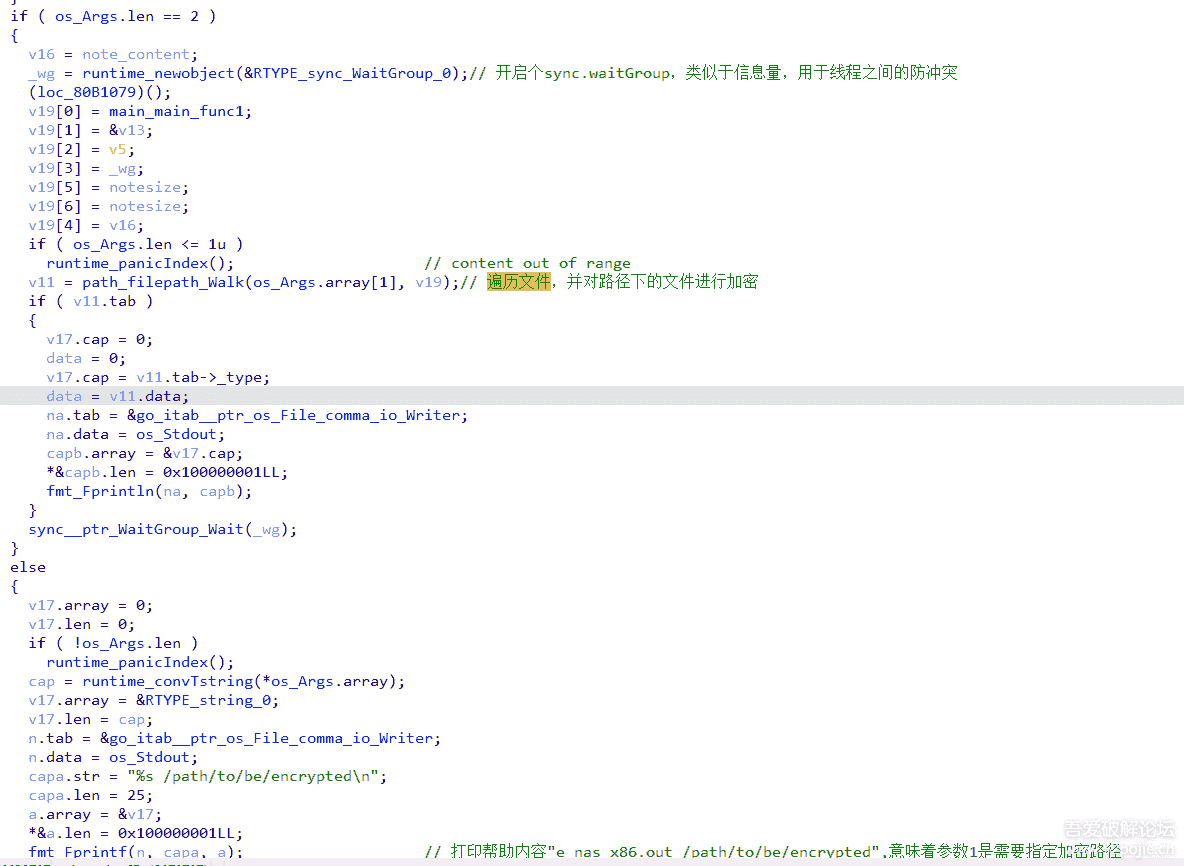 }
if ( os_Args.len == 2 )
{
v16 = note_content;
_wg = runtime_newobject(&RTYPE_sync_WaitGroup_0);// 开启个sync.waitGroup，类似于信息量，用于线程之间的防冲突
(loc_80B1079)();
v19[0] = main_main_func1;
v19[1] = &v13;
v19[2] = v5;
v19[3] = _wg;
v19[5] = notesize;
v19[6] = notesize;
v19[4] = v16;
if ( os_Args.len <= 1u )
runtime_panicIndex(); // content out of range
v11 = path_filepath_Walk(os_Args.array[1], v19);// 遍历文件，并对路径下的文件进行加密
if ( v11.tab )
{
v17.cap = 0;
data = 0;
v17.cap = v11.tab->_type;
data = v11.data;
na.tab = &go_itab__ptr_os_File_comma_io_Writer;
na.data = os_Stdout;
capb.array = &v17.cap;
*&capb.len = 0x100000001LL;
fmt_Fprintln(na, capb);
}
sync__ptr_WaitGroup_Wait(_wg);
}
else
{
v17.array = 0;
v17.len = 0;
if ( !os_Args.len )
runtime_panicIndex();
cap = runtime_convTstring(*os_Args.array);
v17.array = &RTYPE_string_0;
v17.len = cap;
n.tab = &go_itab__ptr_os_File_comma_io_Writer;
n.data = os_Stdout;
capa.str = "%s /path/to/be/encrypted\n";
capa.len = 25;
a.array = &v17;
*&a.len = 0x100000001LL;
fmt_Fprintf(n, capa, a); // 打印帮助内容"e_nas_x86.out /path/to/be/encrypted",意味着参数1是需要指定加密路径
吾爱破解论坛